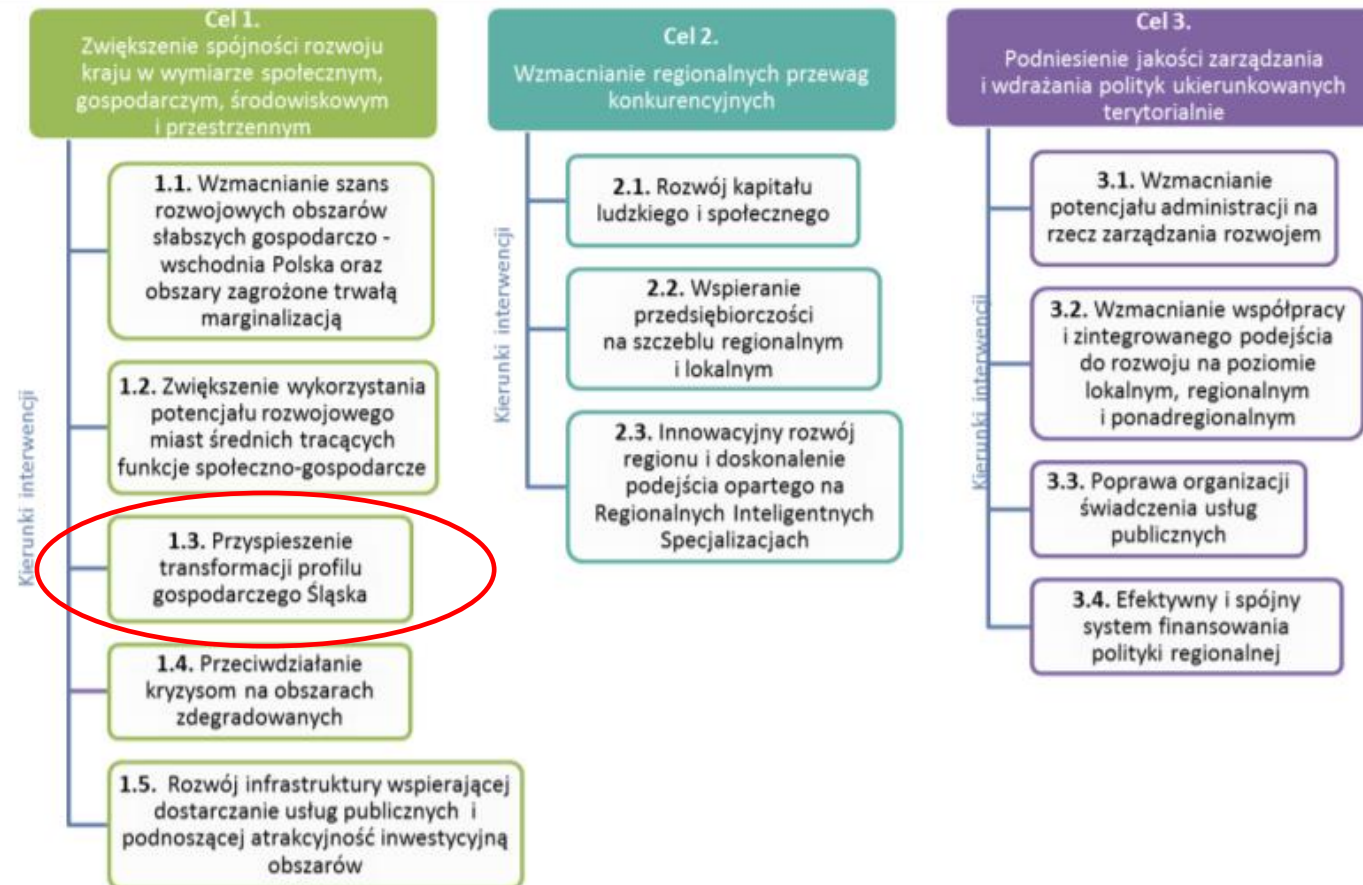 Cel 1.
Zwiększenie spójności rozwoju
kraju w wymiarze społecznym,
gospodarczym, środowiskowym
i przestrzennym
Kierunki interwencji
1.1. Wzmacnianie szans
rozwojowych obszarów
słabszych gospodarczo -
wschodnia Polska oraz
obszary zagrożone trwałą
marginalizacją
1.2. Zwiększenie wykorzystania
potencjału rozwojowego
miast średnich tracących
funkcje społeczno-gospodarcze
1.3. Przyspieszenie
transformacji profilu
gospodarczego Śląska
1.4. Przeciwdziałanie
kryzysom na obszarach
zdegradowanych
1.5. Rozwój infrastruktury wspierającej
dostarczanie usług publicznych i
podnoszącej atrakcyjność inwestycyjną
obszarów
Cel 2.
Wzmacnianie regionalnych przewag
konkurencyjnych
Kierunki interwencji
2.1. Rozwój kapitału
ludzkiego i społecznego
2.2. Wspieranie
przedsiębiorczości
na szczeblu regionalnym
i lokalnym
2.3. Innowacyjny rozwój
regionu i doskonalenie
podejścia opartego na
Regionalnych Inteligentnych
Specjalizacjach
Cel 3.
Podniesienie jakości zarządzania
i wdrażania polityk ukierunkowanych
terytorialnie
Kierunki interwencji
3.1. Wzmacnianie
potencjału administracji na
rzecz zarządzania rozwojem
3.2. Wzmacnianie współpracy
i zintegrowanego podejścia
do rozwoju na poziomie
lokalnym, regionalnym
i ponadregionalnym
3.3. Poprawa organizacji
świadczenia usług
publicznych
3.4. Efektywny i spójny
system finansowania
polityki regionalnej